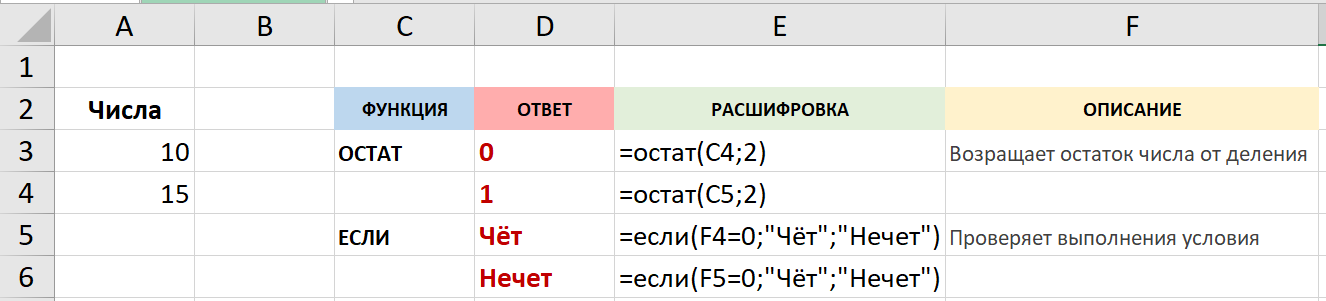 A B C D E F
1
2 Числа ФУНКЦИЯ ОТВЕТ РАСШИФРОВКА ОПИСАНИЕ
3 10 ОСТАТ 0 =остат(C4;2) Возращает остаток числа от деления
4 15 1 =остат(C5;2)
5 ЕСЛИ Чёт =если(F4=0;"Чёт";"Нечет") Проверяет выполнения условия
6 Нечет =если(F5=0;"Чёт";"Нечет")